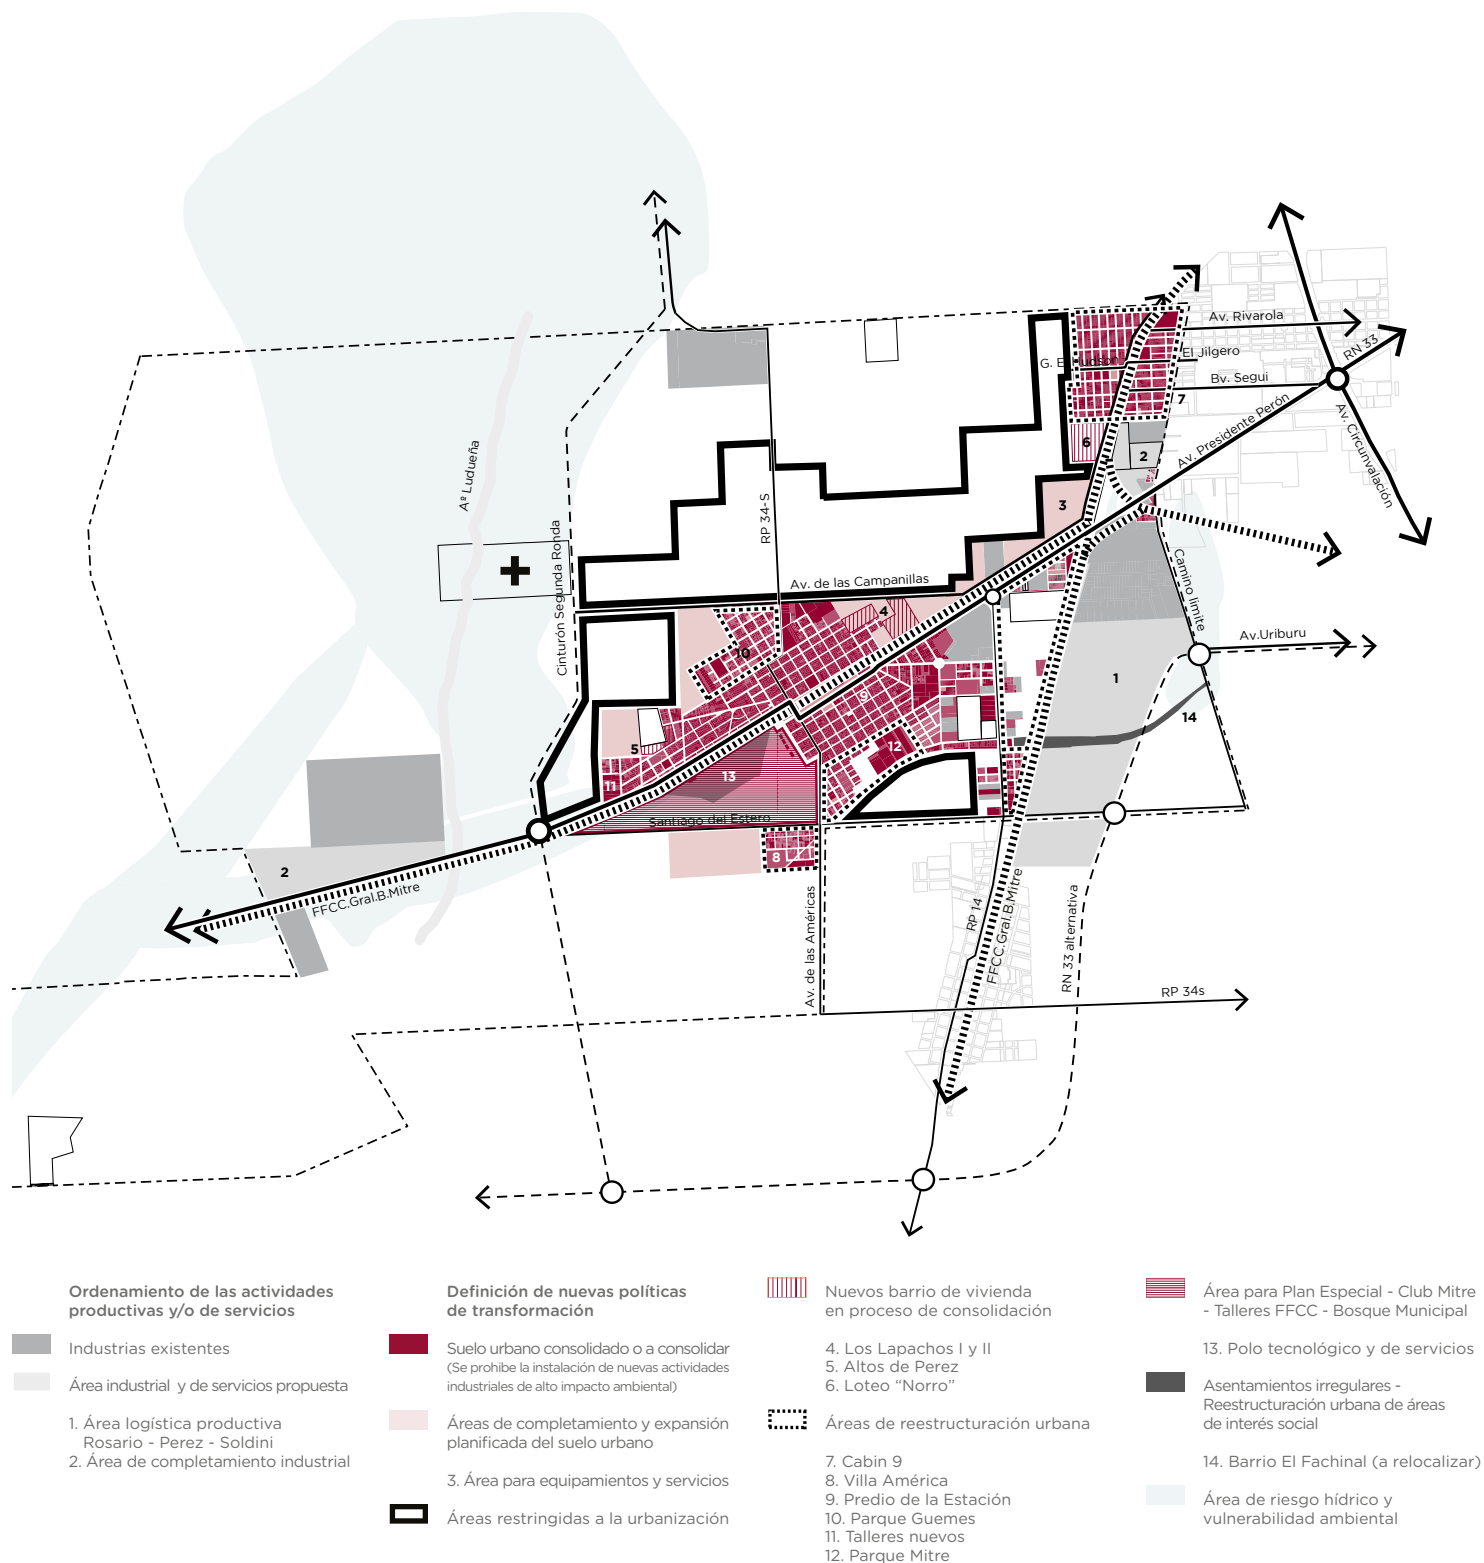 Av. Rivarola
RN 33
El Jilgero
G. E. Hudson
Bv. Segui
7
Av. Presidente Perón
Av. Circunvalación
6
2
Aº Ludueña
3
RP 34-S
Cinturón Segunda Ronda
Av. de las Campanillas
Camino limite
4
Av.Uriburu
10
1
9
14
5
12
13
11
Santiago del Estero
8
2
FFCC.Gral.B.Mitre
Av. de las Américas
RP 14
FFCC.Gral.B.Mitre
RN 33 alternativa
RP 34s
Ordenamiento de las actividades
productivas y/o de servicios
Industrias existentes
Área industrial y de servicios propuesta
1. Área logística productiva
Rosario - Perez - Soldini
2. Área de completamiento industrial
Definición de nuevas políticas
de transformación
Suelo urbano consolidado o a consolidar
(Se prohibe la instalación de nuevas actividades
industriales de alto impacto ambiental)
Áreas de completamiento y expansión
planificada del suelo urbano
3. Área para equipamientos y servicios
Áreas restringidas a la urbanización
Nuevos barrio de vivienda
en proceso de consolidación
4. Los Lapachos I y II
5. Altos de Perez
6. Loteo “Norro”
Áreas de reestructuración urbana
7. Cabin 9
8. Villa América
9. Predio de la Estación
10. Parque Guemes
11. Talleres nuevos
12. Parque Mitre
Área para Plan Especial - Club Mitre
- Talleres FFCC - Bosque Municipal
13. Polo tecnológico y de servicios
Asentamientos irregulares -
Reestructuración urbana de áreas
de interés social
14. Barrio El Fachinal (a relocalizar)
Área de riesgo hídrico y
vulnerabilidad ambiental